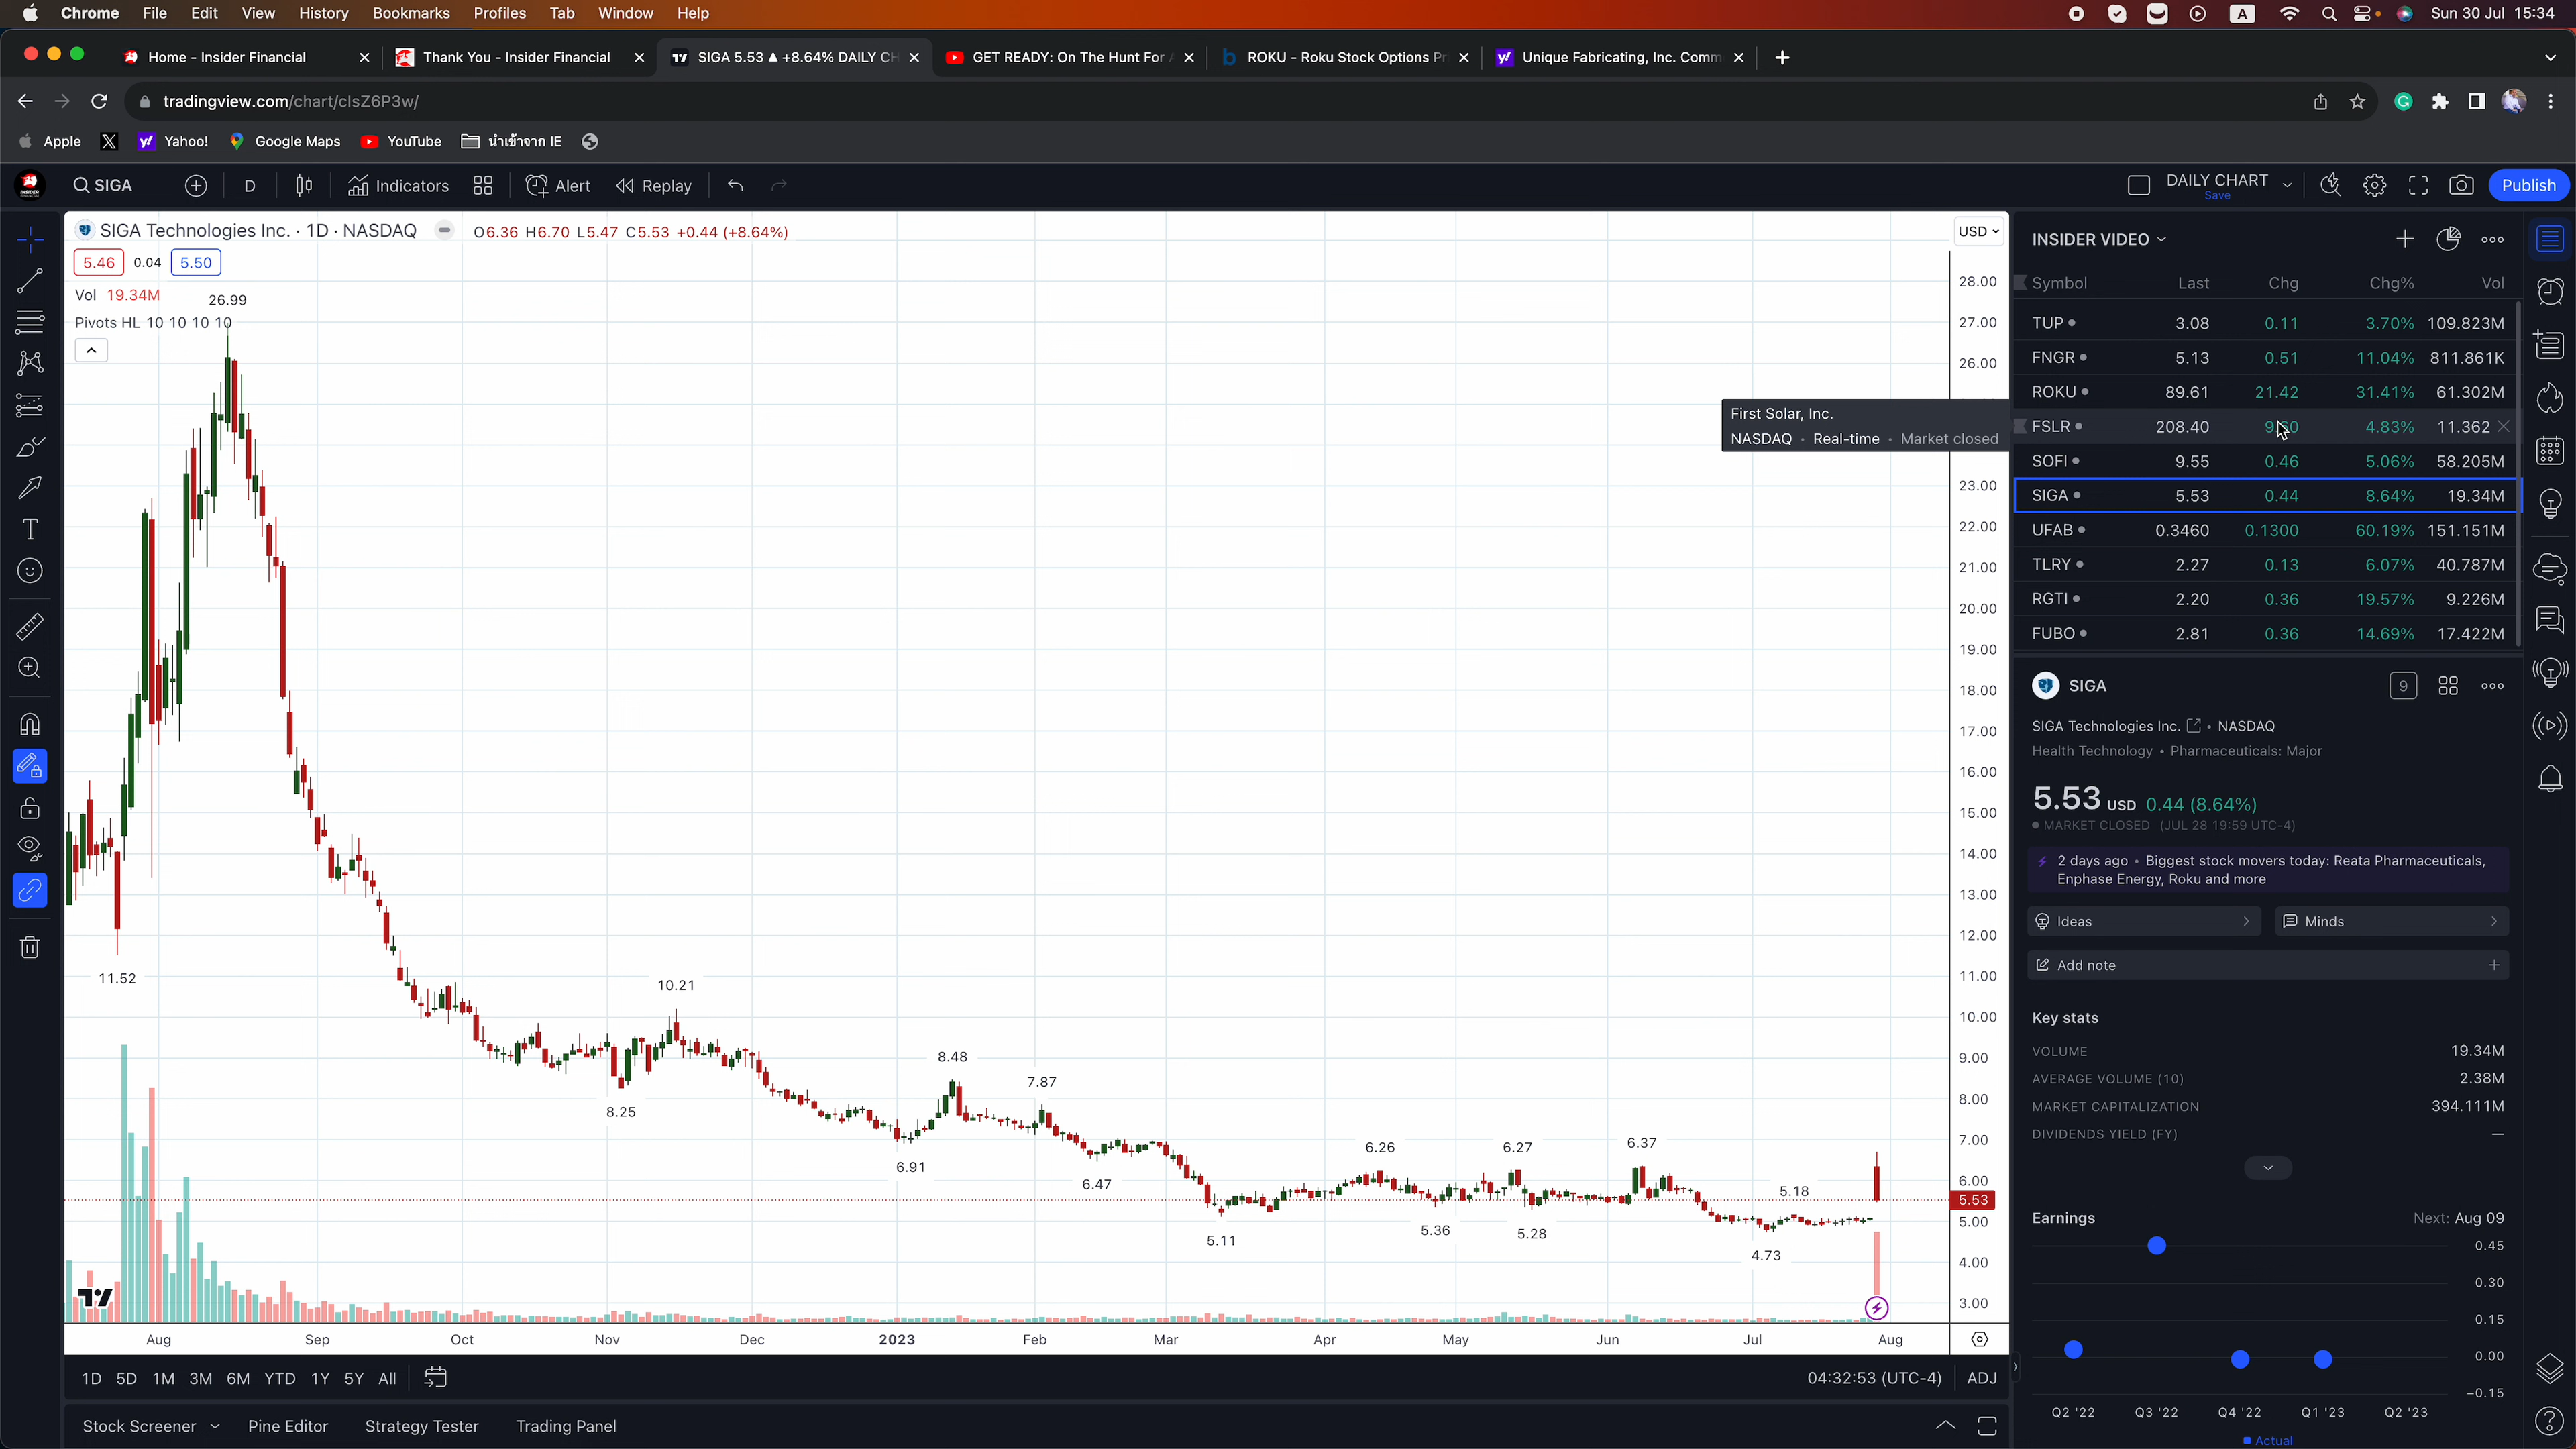 Chrome File Edit View History Bookmarks Profiles Tab Window Help A Sun 30 Jul 15:34
Home - Insider Financial Thank You - Insider Financial SIGA 5.53 ▲ +8.64% DAILY CH GET READY: On The Hunt For ROKU - Roku Stock Options Pr Unique Fabricating, Inc. Comm
tradingview.com/chart/clsZ6P3w/
Apple Yahoo! Google Maps YouTube นำเข้าจาก IE
SIGA D Indicators Alert Replay DAILY CHART Publish
Save
SIGA Technologies Inc. · 1D · NASDAQ O6.36 H6.70 L5.47 C5.53 +0.44 (+8.64%) USD
5.46 0.04 5.50
Vol 19.34M
Pivots HL 10 10 10 10
26.99
11.52
8.25
10.21
6.91
8.48
7.87
6.47
5.11
6.26
5.36
6.27
5.28
6.37
4.73
5.18
28.00
27.00
26.00
23.00
22.00
21.00
20.00
19.00
18.00
17.00
16.00
15.00
14.00
13.00
12.00
11.00
10.00
9.00
8.00
7.00
6.00
5.53
5.00
4.00
3.00
Aug Sep Oct Nov Dec 2023 Feb Mar Apr May Jun Jul Aug
1D 5D 1M 3M 6M YTD 1Y 5Y All 04:32:53 (UTC-4) ADJ
Stock Screener Pine Editor Strategy Tester Trading Panel
First Solar, Inc.
NASDAQ · Real-time · Market closed
INSIDER VIDEO
Symbol Last Chg Chg% Vol
TUP 3.08 0.11 3.70% 109.823M
FNGR 5.13 0.51 11.04% 811.861K
ROKU 89.61 21.42 31.41% 61.302M
FSLR 208.40 4.83% 11.362
SOFI 9.55 0.46 5.06% 58.205M
SIGA 5.53 0.44 8.64% 19.34M
UFAB 0.3460 0.1300 60.19% 151.151M
TLRY 2.27 0.13 6.07% 40.787M
RGTI 2.20 0.36 19.57% 9.226M
FUBO 2.81 0.36 14.69% 17.422M
SIGA 9
SIGA Technologies Inc. • NASDAQ
Health Technology • Pharmaceuticals: Major
5.53 USD 0.44 (8.64%)
MARKET CLOSED (JUL 28 19:59 UTC-4)
2 days ago • Biggest stock movers today: Reata Pharmaceuticals,
Enphase Energy, Roku and more
Ideas Minds
Add note
Key stats
VOLUME 19.34M
AVERAGE VOLUME (10) 2.38M
MARKET CAPITALIZATION 394.111M
DIVIDENDS YIELD (FY) —
Earnings Next: Aug 09
0.45
0.30
0.15
0.00
−0.15
Q2 '22 Q3 '22 Q4 '22 Q1 '23 Q2 '23
Actual